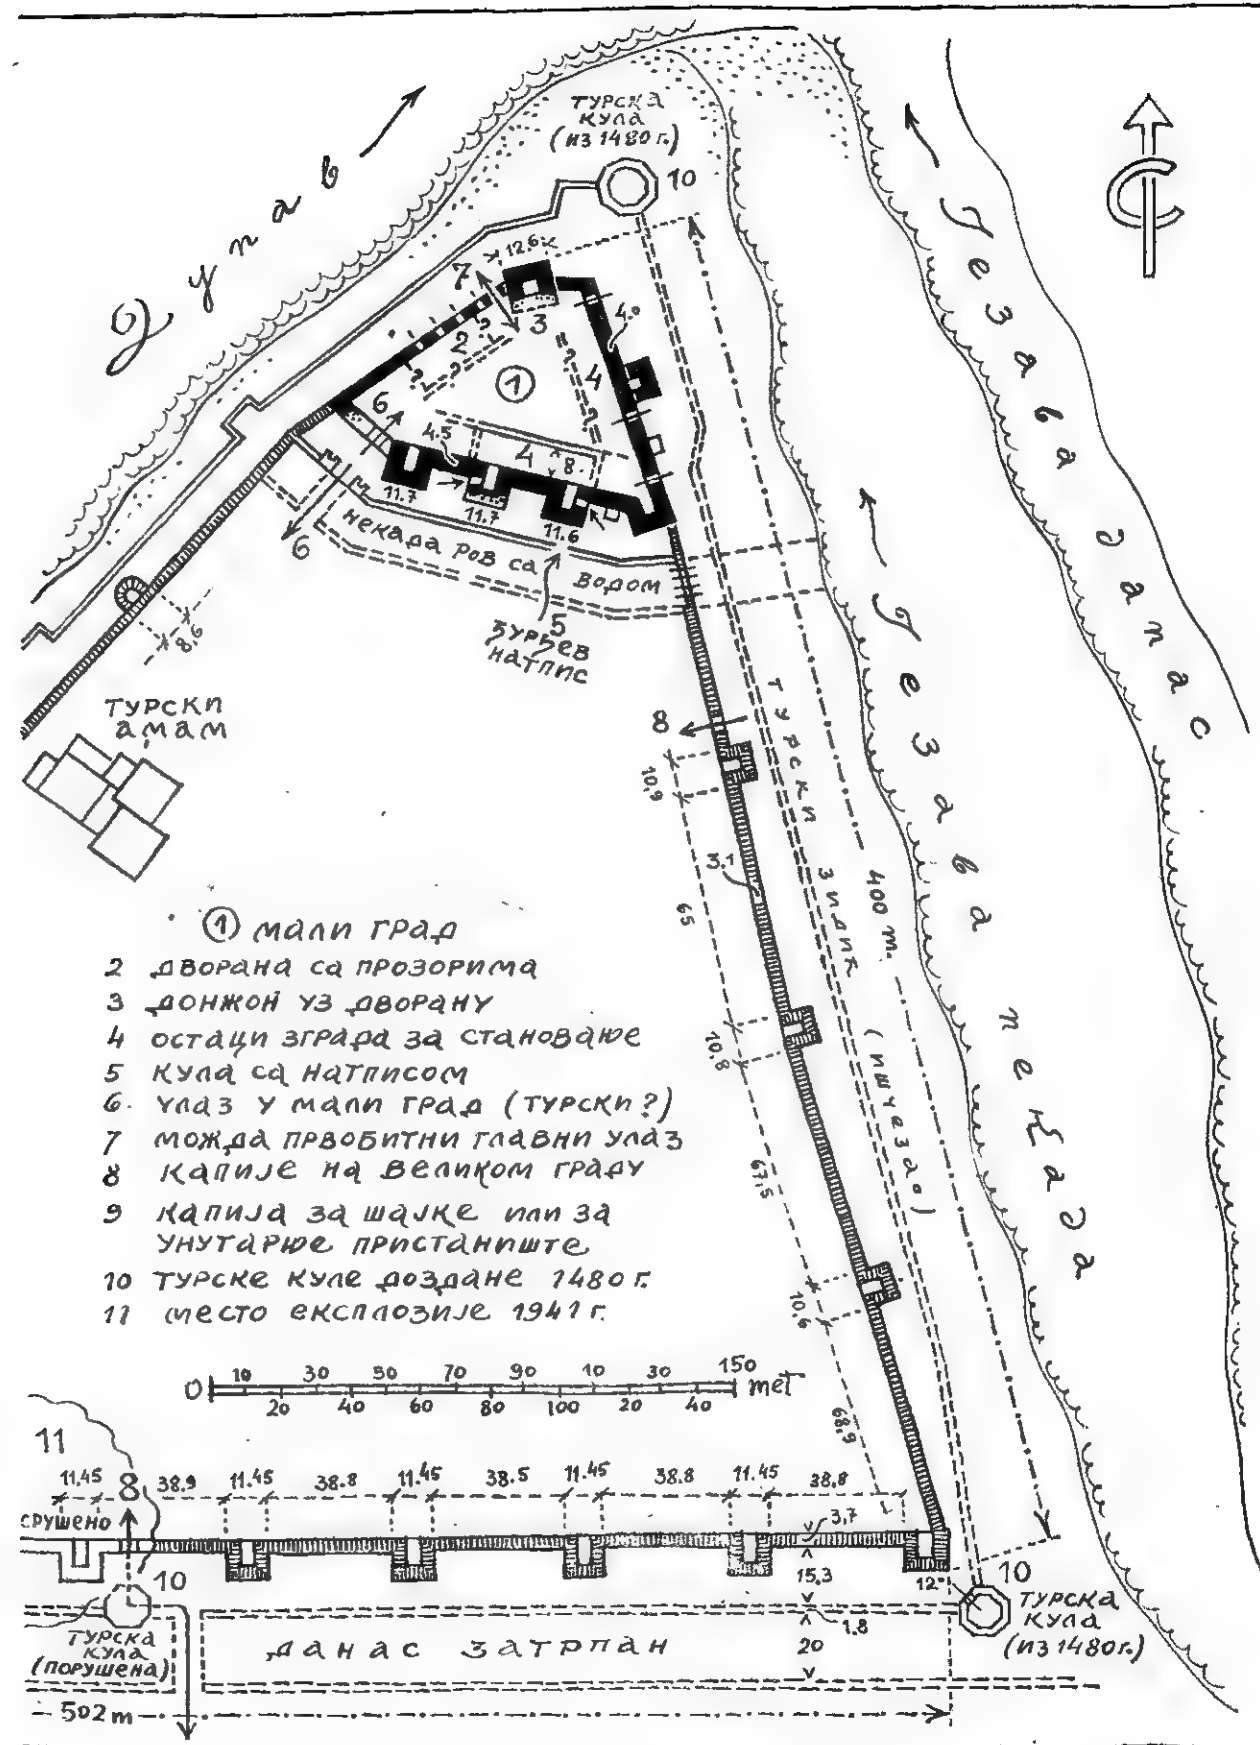 ТУРСКА
КУЛА
(ИЗ 1480 г.)
10
Дунав
Језава данас
С
7
12.6
3
2
4.0
4
1
6
4.5
4
8.
11.7
11.7
11.6
6
некада ров са водом
5
ЂУРЂЕВ
НАТПИС
8,6
ТУРСКИ
АМАМ
8
10,9
65
3.1
10,8
67,5
10,6
68,9
ТУРСКИ ЗИДИЋ (ишчезао)
400 m.
Језава некада
1 МАЛИ ГРАД
2 ДВОРАНА СА ПРОЗОРИМА
3 ДОНЖОН УЗ ДВОРАНУ
4 ОСТАЦИ ЗГРАДА ЗА СТАНОВАЊЕ
5 КУЛА СА НАТПИСОМ
6. УЛАЗ У МАЛИ ГРАД (ТУРСКИ?)
7 МОЖДА ПРВОБИТНИ ГЛАВНИ УЛАЗ
8 КАПИЈЕ НА ВЕЛИКОМ ГРАДУ
9 КАПИЈА ЗА ШАЈКЕ ИЛИ ЗА
УНУТАРЊЕ ПРИСТАНИШТЕ
10 ТУРСКЕ КУЛЕ ДОЗДАНЕ 1480 г.
11 МЕСТО ЕКСПЛОЗИЈЕ 1941 г.
10 30 50 70 90 10 30 150
0 мет
20 40 60 80 100 20 40
11
11.45 8 38.9 11.45 38.8 11.45 38.5 11.45 38.8 11.45 38,8
СРУШЕНО
3,7
10
15,3
12°
10
ТУРСКА
КУЛА
(ИЗ 1480 г.)
1.8
ТУРСКА
КУЛА
(ПОРУШЕНА)
ДАНАС ЗАТРПАН
20
502 m